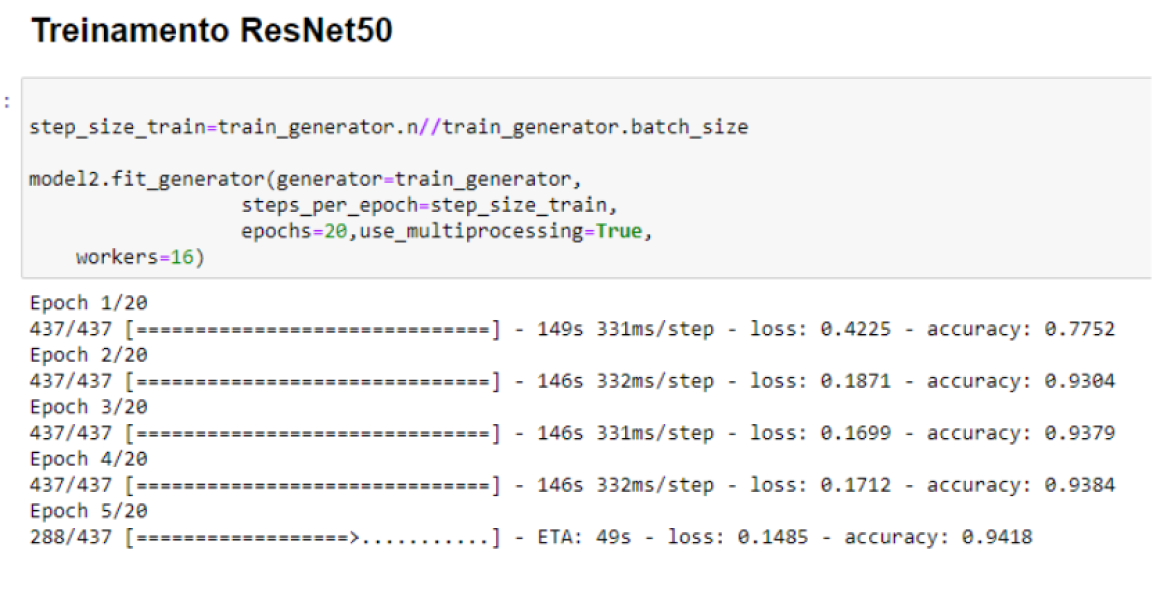 Treinamento ResNet50
:
step_size_train=train_generator.n//train_generator.batch_size
model2.fit_generator(generator=train_generator,
steps_per_epoch=step_size_train,
epochs=20,use_multiprocessing=True,
workers=16)
Epoch 1/20
437/437 [==============================] - 149s 331ms/step - loss: 0.4225 - accuracy: 0.7752
Epoch 2/20
437/437 [==============================] - 146s 332ms/step - loss: 0.1871 - accuracy: 0.9304
Epoch 3/20
437/437 [==============================] - 146s 331ms/step - loss: 0.1699 - accuracy: 0.9379
Epoch 4/20
437/437 [==============================] - 146s 332ms/step - loss: 0.1712 - accuracy: 0.9384
Epoch 5/20
288/437 [==================>...........] - ETA: 49s - loss: 0.1485 - accuracy: 0.9418